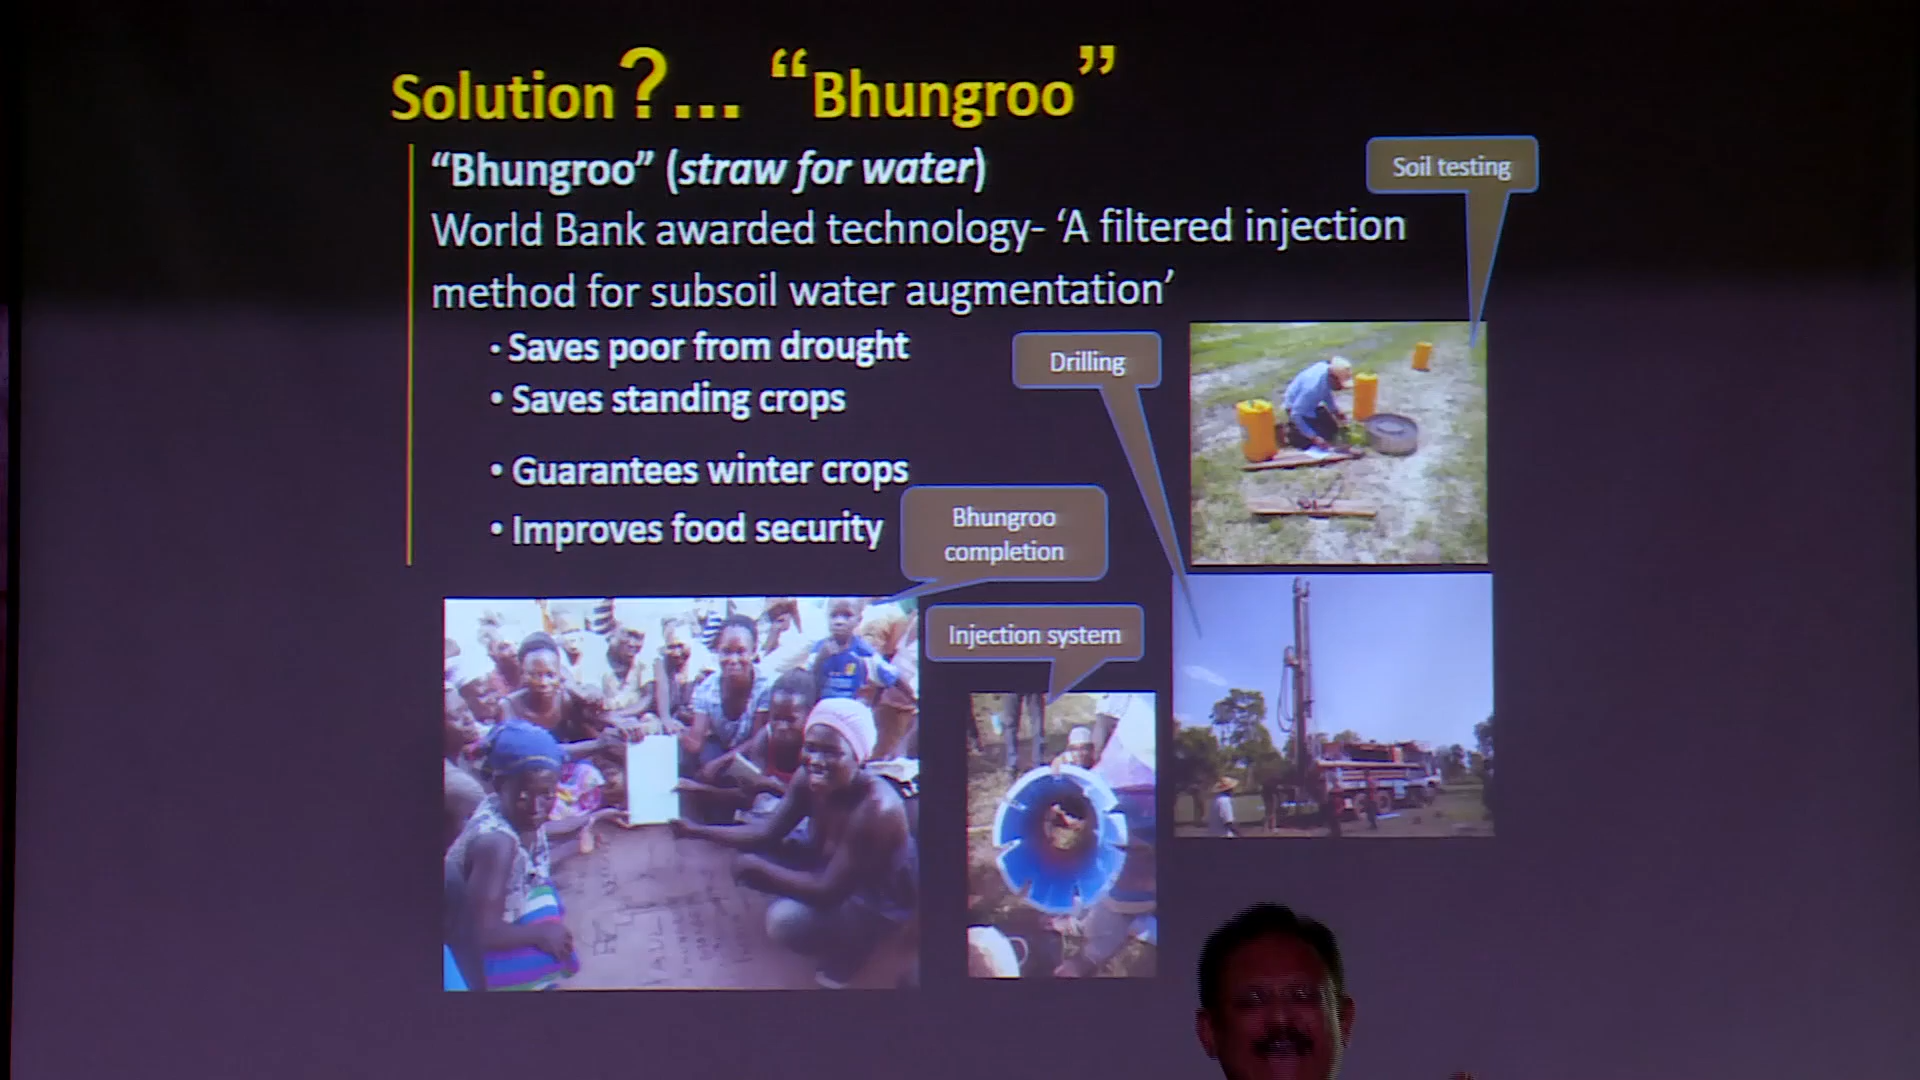 Solution?... “Bhungroo”
“Bhungroo” (straw for water)
World Bank awarded technology- ‘A filtered injection
method for subsoil water augmentation’
· Saves poor from drought
• Saves standing crops
• Guarantees winter crops
• Improves food security
Soil testing
Drilling
Bhungroo
completion
Injection system